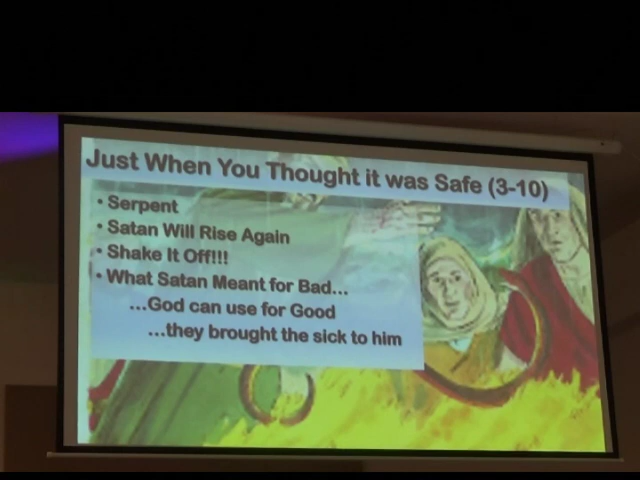 Just When You Thought it was Safe (3-10)
• Serpent
• Satan Will Rise Again
• Shake It Off!!!
• What Satan Meant for Bad...
...God can use for Good
...they brought the sick to him